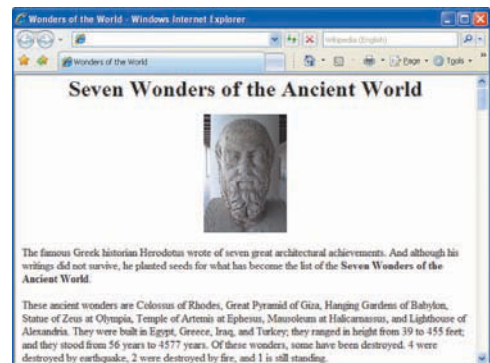 Wonders of the World - Windows Internet Explorer
Wikipedia (English)
Wonders of the World
Page
Tools
Seven Wonders of the Ancient World
The famous Greek historian Herodotus wrote of seven great architectural achievements. And although his
writings did not survive, he planted seeds for what has become the list of the Seven Wonders of the
Ancient World.
These ancient wonders are Colossus of Rhodes, Great Pyramid of Giza, Hanging Gardens of Babylon,
Statue of Zeus at Olympia, Temple of Artemis at Ephesus, Mausoleum at Halicarnassus, and Lighthouse of
Alexandria. They were built in Egypt, Greece, Iraq, and Turkey; they ranged in height from 39 to 455 feet;
and they stood from 56 years to 4577 years. Of these wonders, some have been destroyed. 4 were
destroyed by earthquake, 2 were destroyed by fire, and 1 is still standing.